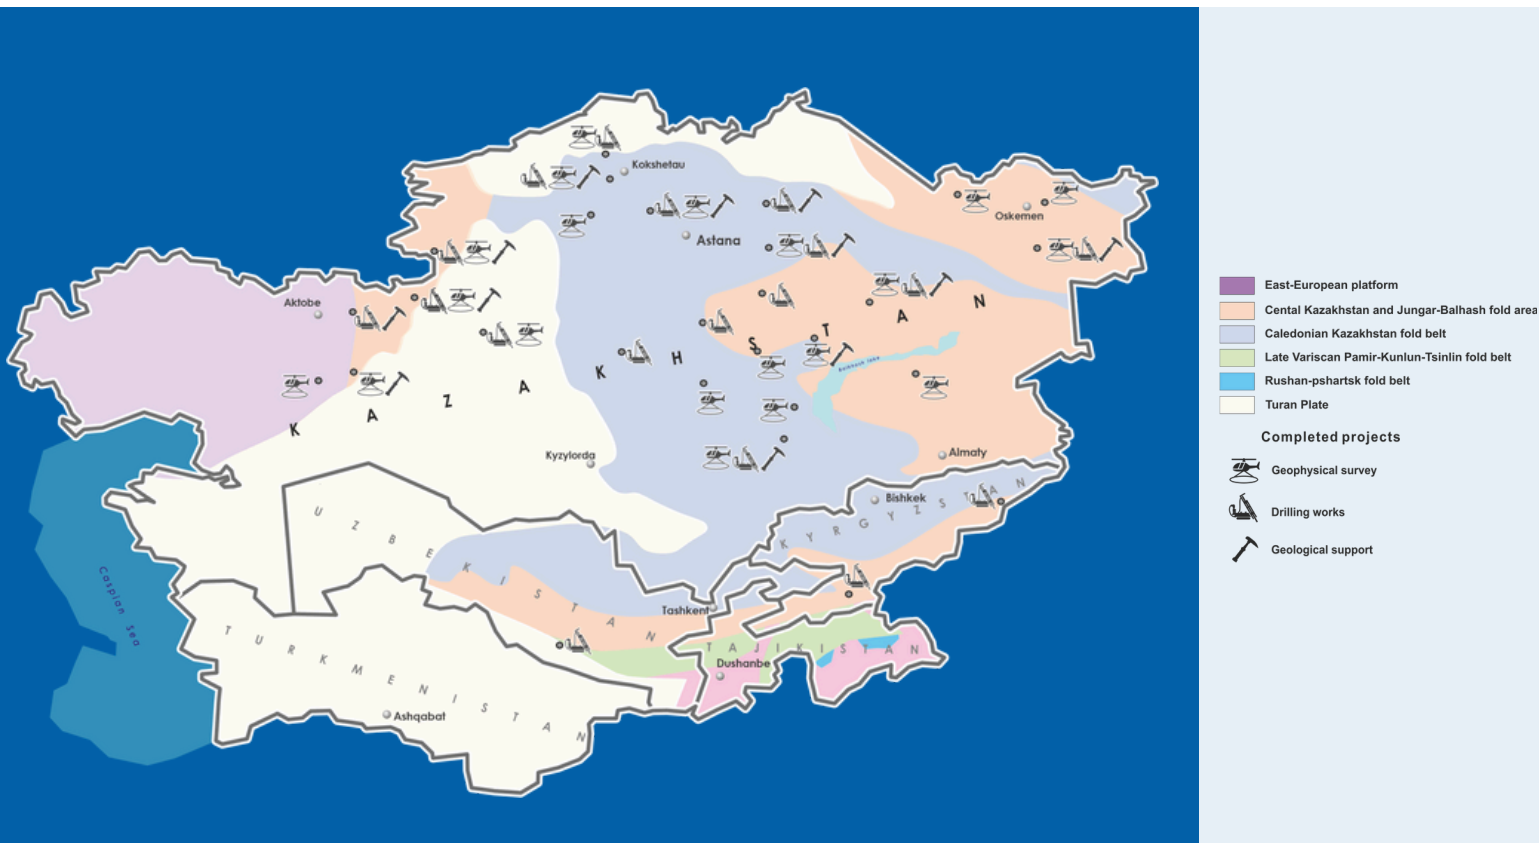 Kokshetau
Astana
Oskemen
Aktobe
K A Z A K H S T A N
Balkhash lake
Kyzylorda
Almaty
Bishkek
K Y R G Y Z S T A N
U Z B E K I S T A N
Tashkent
Caspian sea
T U R K M E N I S T A N
T A J I K I S T A N
Dushanbe
Ashqabat
East-European platform
Cental Kazakhstan and Jungar-Balhash fold area
Caledonian Kazakhstan fold belt
Late Variscan Pamir-Kunlun-Tsinlin fold belt
Rushan-pshartsk fold belt
Turan Plate
Completed projects
Geophysical survey
Drilling works
Geological support